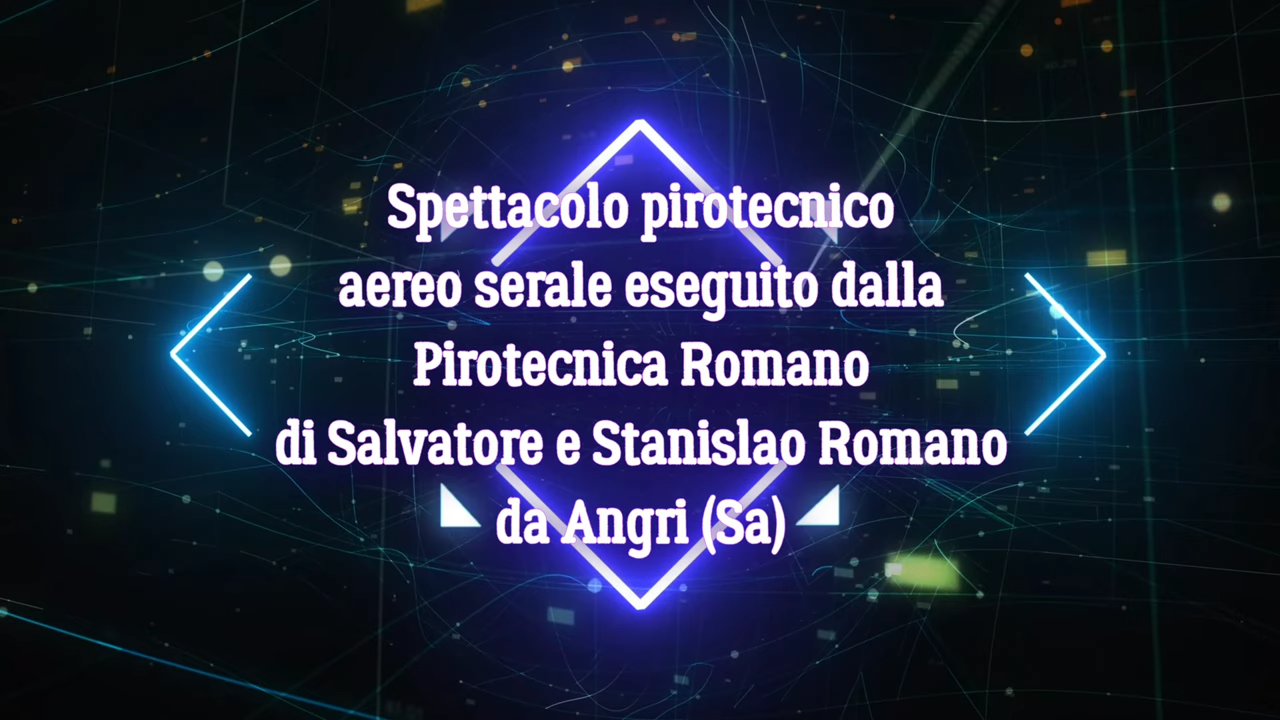 Spettacolo pirotecnico
aereo serale eseguito dalla
Pirotecnica Romano
di Salvatore e Stanislao Romano
da Angri (Sa)